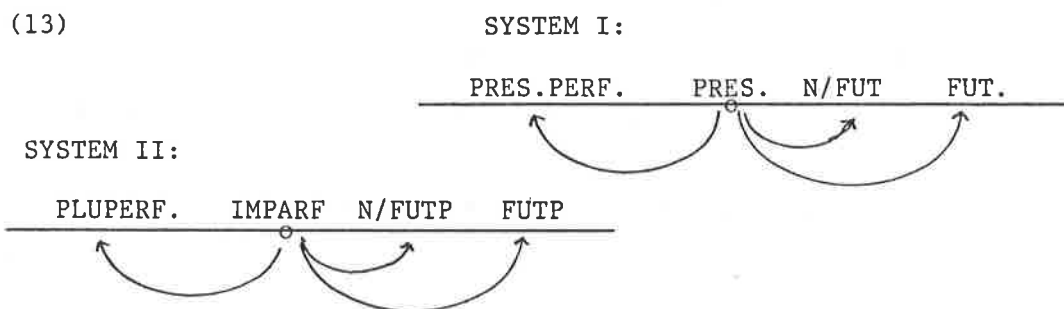 (13) SYSTEM I:
PRES.PERF. PRES. N/FUT FUT.
SYSTEM II:
PLUPERF. IMPARF N/FUTP FUTP